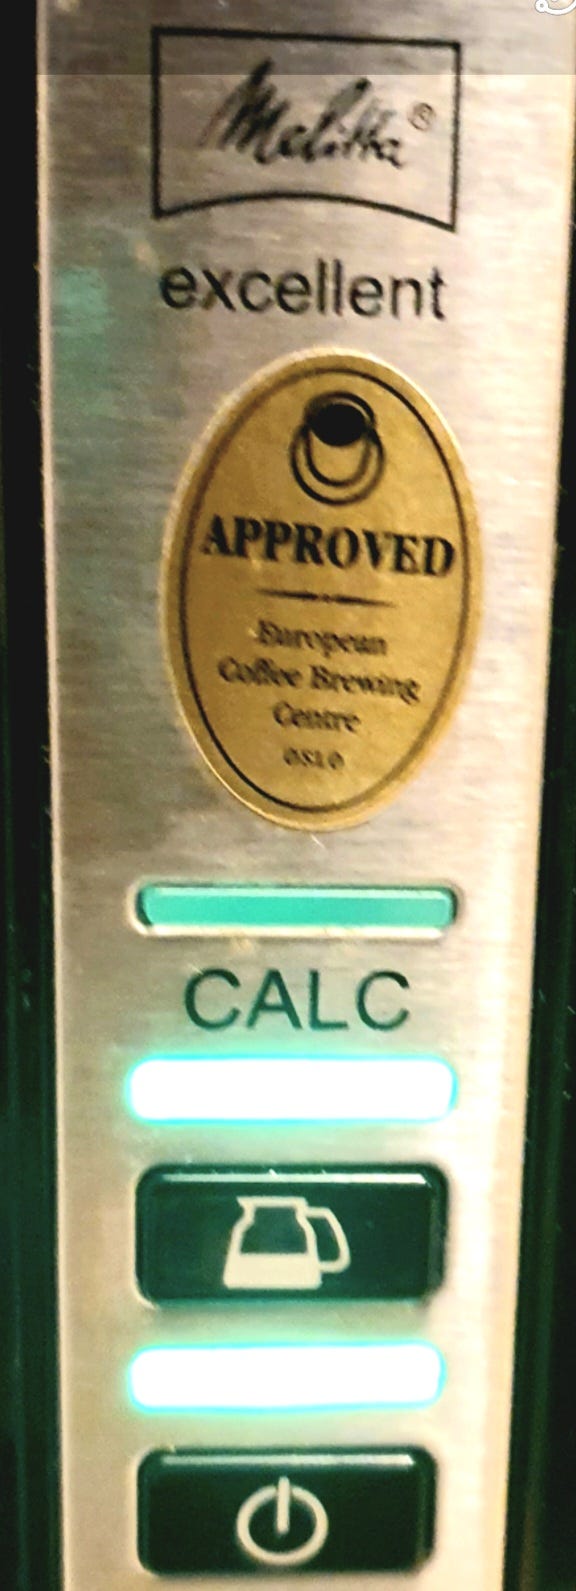 Melitta®
excellent
APPROVED
European
Coffee Brewing
Centre
OSLO
CALC